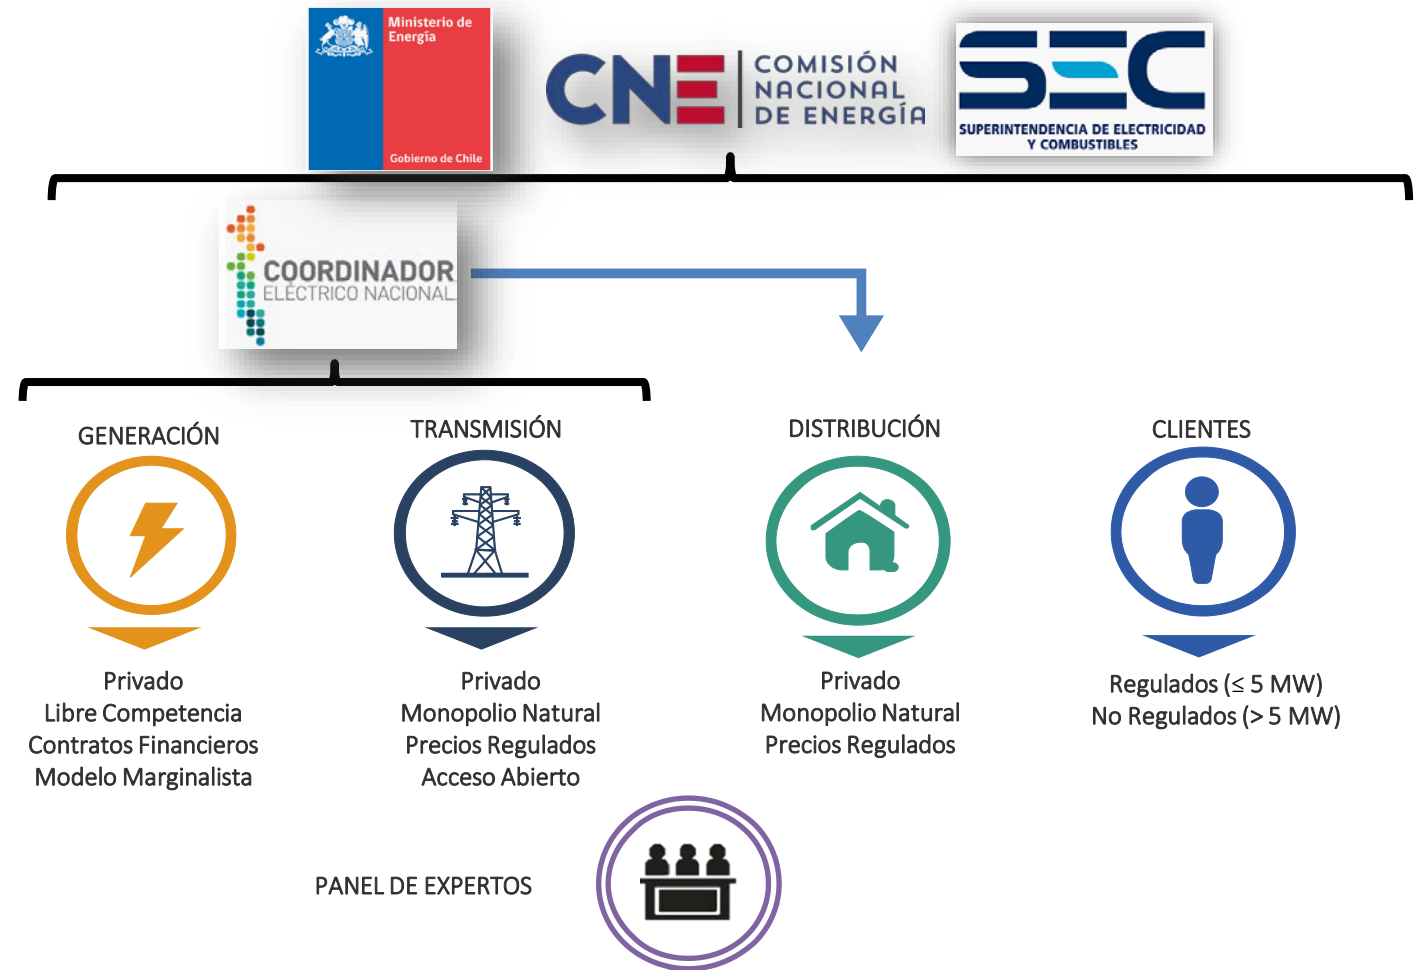 Ministerio de
Energía
Gobierno de Chile
CNE
COMISIÓN
NACIONAL
DE ENERGÍA
SEC
SUPERINTENDENCIA DE ELECTRICIDAD
Y COMBUSTIBLES
COORDINADOR
ELÉCTRICO NACIONAL
GENERACIÓN
TRANSMISIÓN
DISTRIBUCIÓN
CLIENTES
Privado
Libre Competencia
Contratos Financieros
Modelo Marginalista
Privado
Monopolio Natural
Precios Regulados
Acceso Abierto
Privado
Monopolio Natural
Precios Regulados
Regulados (≤ 5 MW)
No Regulados (> 5 MW)
PANEL DE EXPERTOS